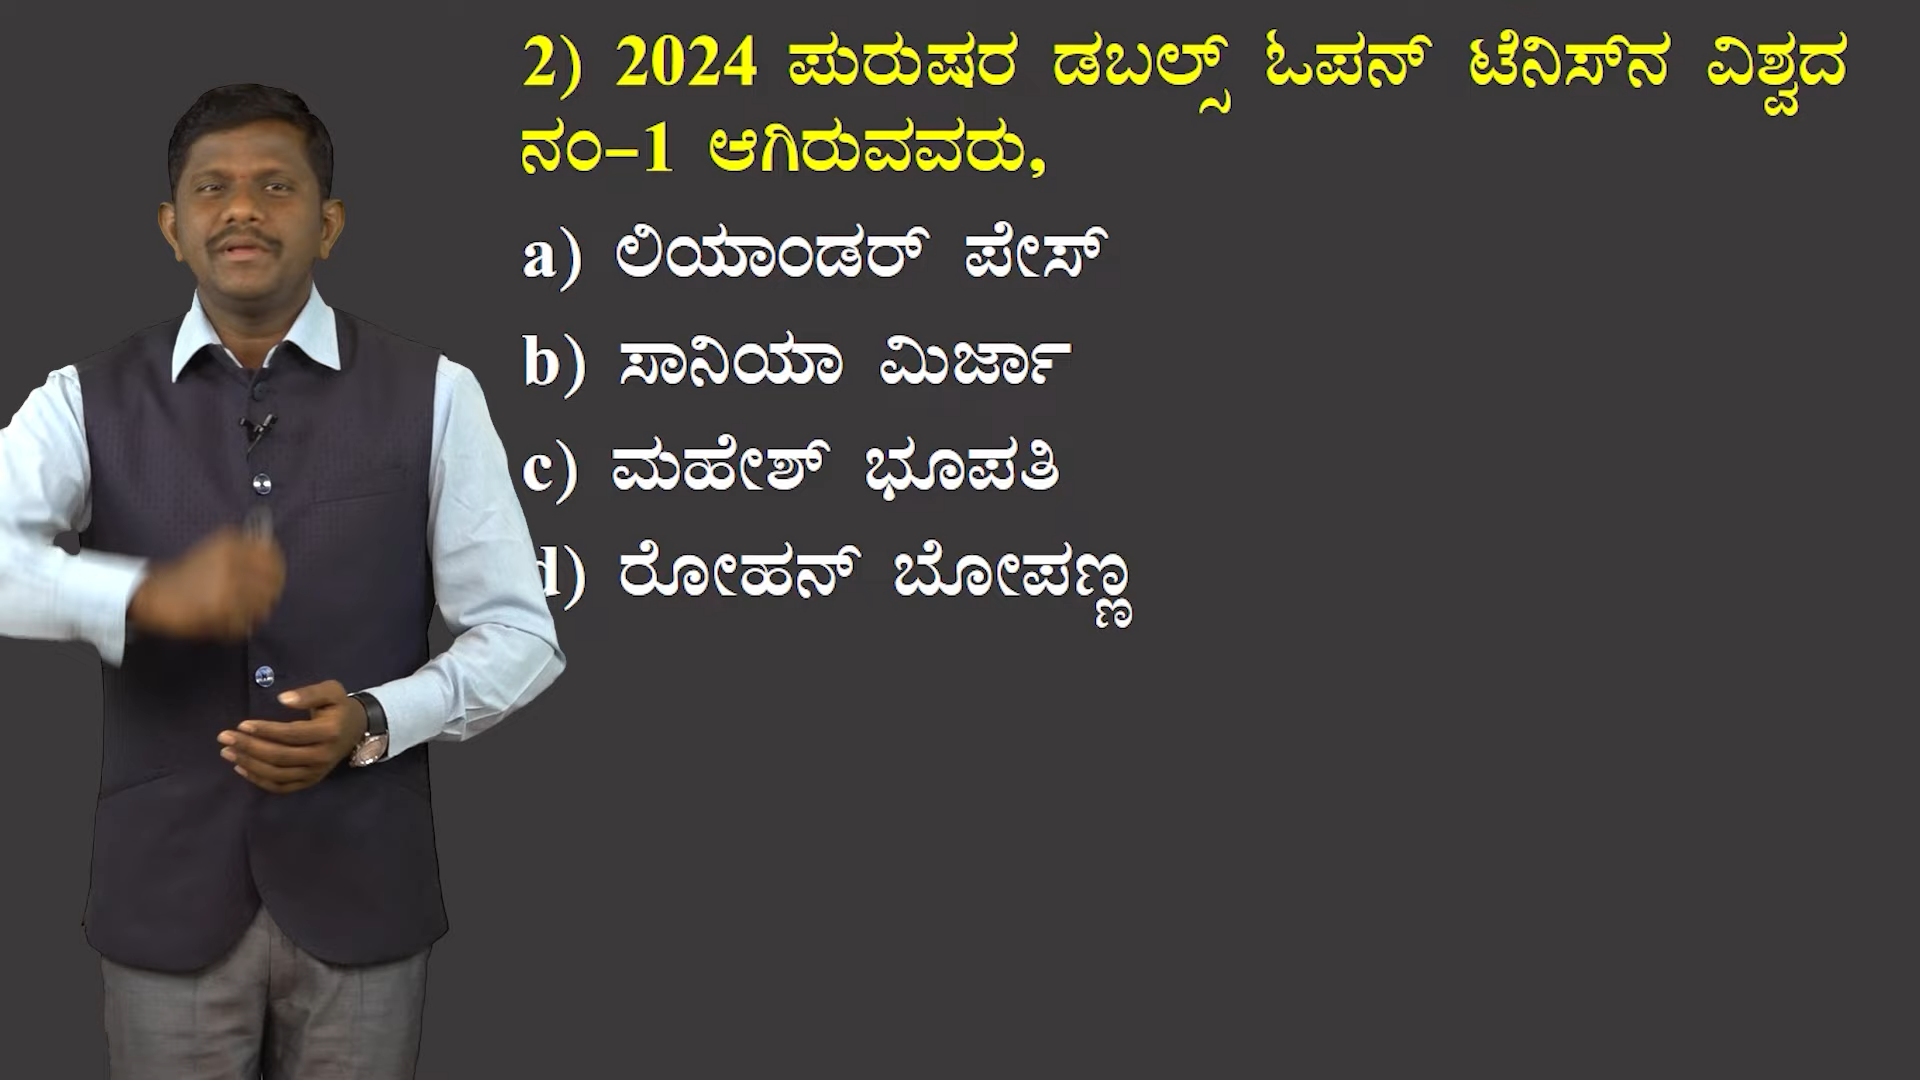 2) 2024 ಪುರುಷರ ಡಬಲ್ಸ್ ಓಪನ್ ಟೆನಿಸ್‌ನ ವಿಶ್ವದ
ನಂ-1 ಆಗಿರುವವರು,
a) ಲಿಯಾಂಡರ್ ಪೇಸ್
b) ಸಾನಿಯಾ ಮಿರ್ಜಾ
c) ಮಹೇಶ್ ಭೂಪತಿ
d) ರೋಹನ್ ಬೋಪಣ್ಣ